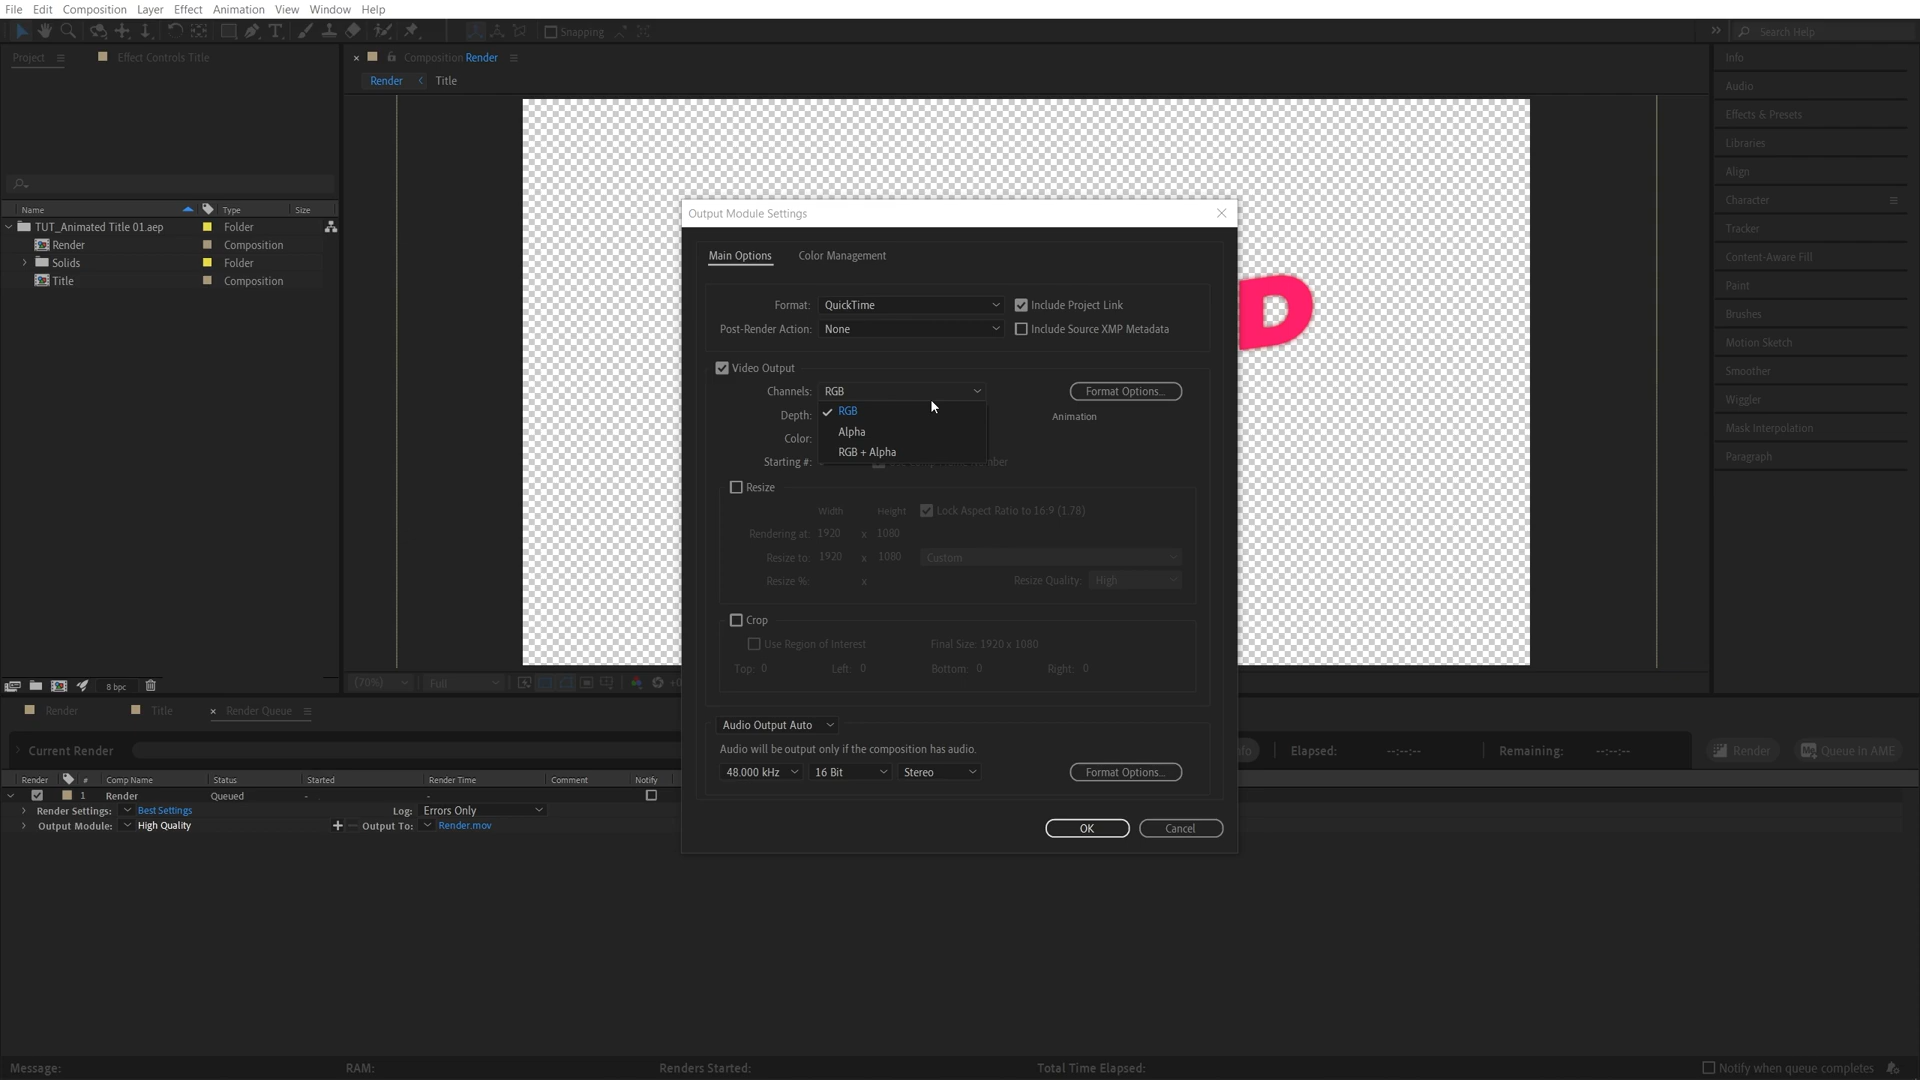 File Edit Composition Layer Effect Animation View Window Help
Snapping
Search Help
Project
Effect Controls Title
Composition Render
Render
Title
Info
Audio
Effects & Presets
Libraries
Align
Character
Tracker
Content-Aware Fill
Paint
Brushes
Motion Sketch
Smoother
Wiggler
Mask Interpolation
Paragraph
Name Type Size
TUT_Animated Title 01.aep Folder
Render Composition
Solids Folder
Title Composition
8 bpc
D
Output Module Settings
Main Options Color Management
Format: QuickTime Include Project Link
Post-Render Action: None Include Source XMP Metadata
Video Output
Channels: RGB Format Options...
RGB
Depth: Animation
Alpha
Color:
RGB + Alpha
Starting #:
Resize
Width Height Lock Aspect Ratio to 16:9 (1.78)
Rendering at: 1920 x 1080
Resize to: 1920 x 1080 Custom
Resize %: x Resize Quality: High
Crop
Use Region of Interest Final Size: 1920 x 1080
Top: 0 Left: 0 Bottom: 0 Right: 0
Audio Output Auto
Audio will be output only if the composition has audio.
48.000 kHz 16 Bit Stereo Format Options...
OK Cancel
(70%) Full +0
Render Title Render Queue
Current Render Elapsed: --:--:-- Remaining: --:--:-- Render Queue in AME
Render # Comp Name Status Started Render Time Comment Notify
1 Render Queued - -
Render Settings: Best Settings Log: Errors Only
Output Module: High Quality Output To: Render.mov
Message: RAM: Renders Started: Total Time Elapsed: Notify when queue completes